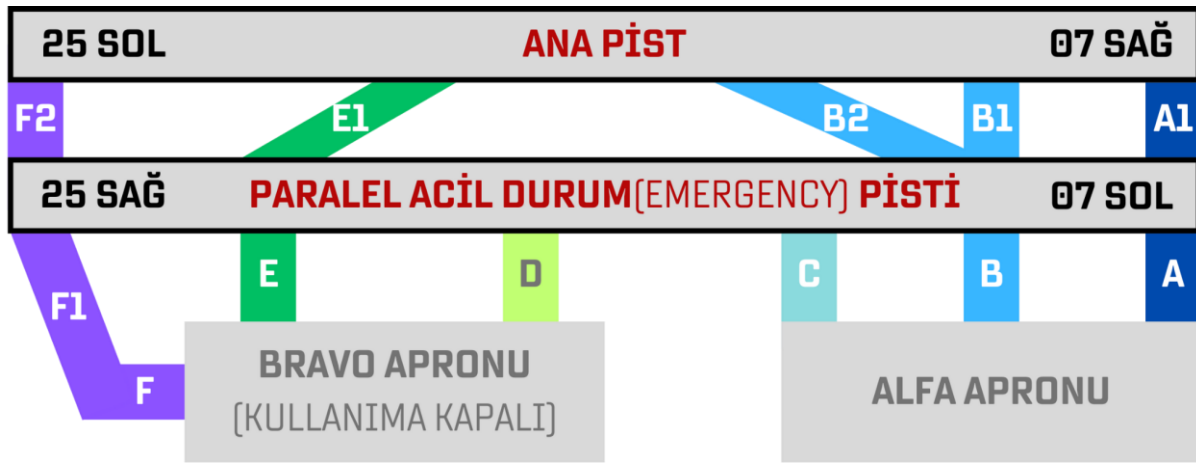 25 SOL ANA PİST 07 SAĞ
F2 E1 B2 B1 A1
25 SAĞ PARALEL ACİL DURUM(EMERGENCY) PİSTİ 07 SOL
F1 E D C B A
F
BRAVO APRONU
(KULLANIMA KAPALI)
ALFA APRONU